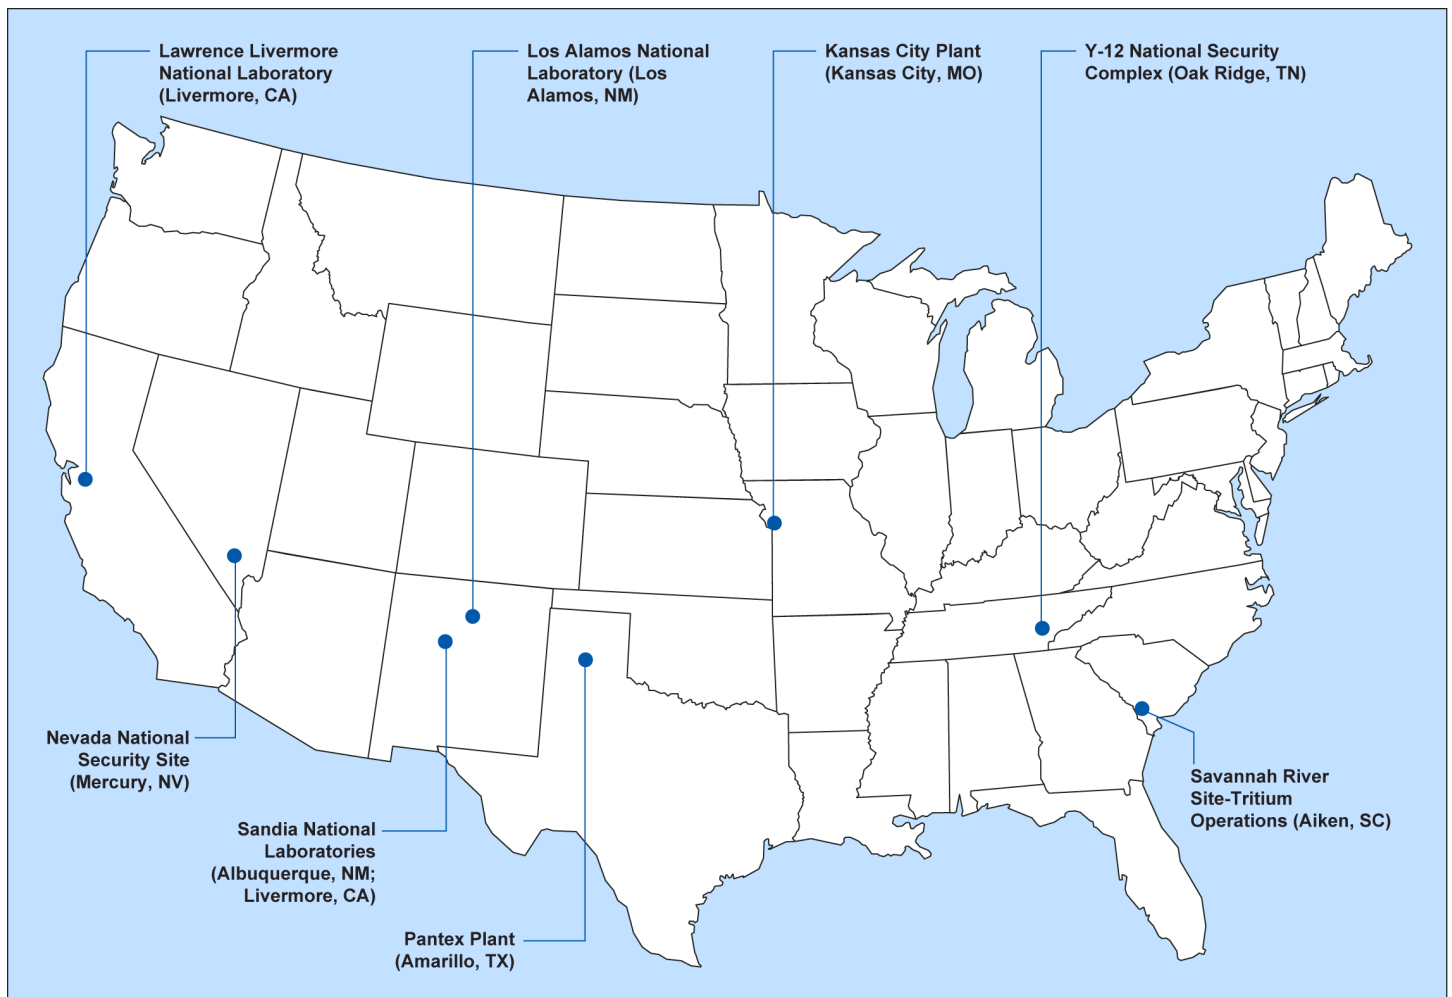 Lawrence Livermore
National Laboratory
(Livermore, CA)
Los Alamos National
Laboratory (Los
Alamos, NM)
Kansas City Plant
(Kansas City, MO)
Y-12 National Security
Complex (Oak Ridge, TN)
Nevada National
Security Site
(Mercury, NV)
Sandia National
Laboratories
(Albuquerque, NM;
Livermore, CA)
Pantex Plant
(Amarillo, TX)
Savannah River
Site-Tritium
Operations (Aiken, SC)